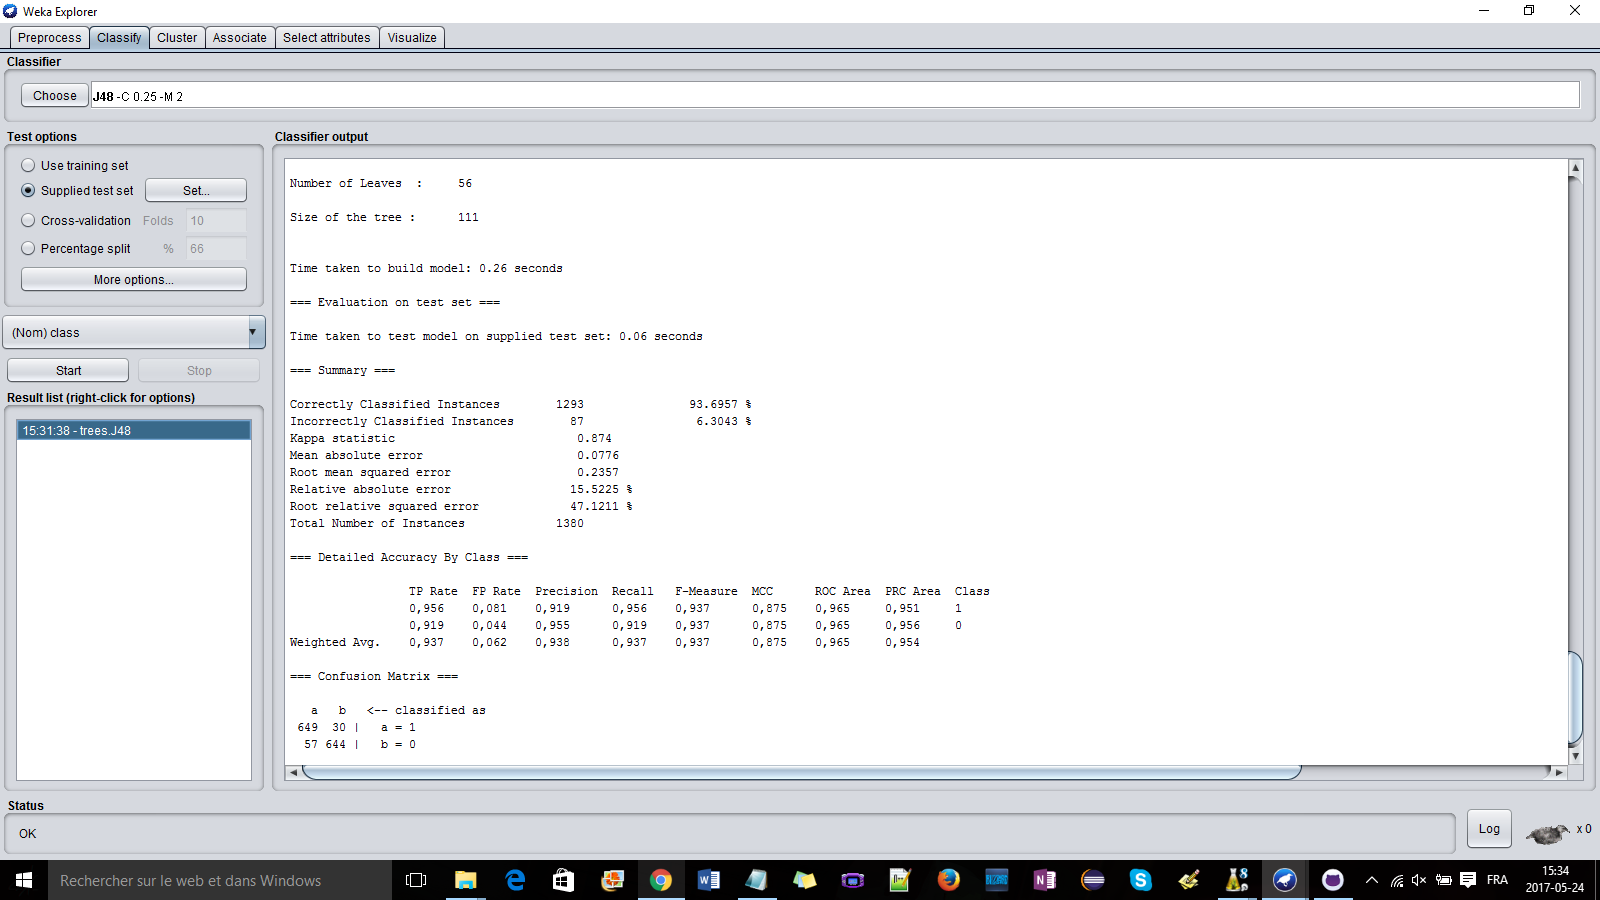 Weka Explorer
Preprocess Classify Cluster Associate Select attributes Visualize
Classifier
Choose J48 -C 0.25 -M 2
Test options
Use training set
Supplied test set Set...
Cross-validation Folds 10
Percentage split % 66
More options...
(Nom) class
Start Stop
Result list (right-click for options)
15:31:38 - trees.J48
Classifier output
Number of Leaves : 56
Size of the tree : 111
Time taken to build model: 0.26 seconds
=== Evaluation on test set ===
Time taken to test model on supplied test set: 0.06 seconds
=== Summary ===
Correctly Classified Instances 1293 93.6957 %
Incorrectly Classified Instances 87 6.3043 %
Kappa statistic 0.874
Mean absolute error 0.0776
Root mean squared error 0.2357
Relative absolute error 15.5225 %
Root relative squared error 47.1211 %
Total Number of Instances 1380
=== Detailed Accuracy By Class ===
TP Rate FP Rate Precision Recall F-Measure MCC ROC Area PRC Area Class
0,956 0,081 0,919 0,956 0,937 0,875 0,965 0,951 1
0,919 0,044 0,955 0,919 0,937 0,875 0,965 0,956 0
Weighted Avg. 0,937 0,062 0,938 0,937 0,937 0,875 0,965 0,954
=== Confusion Matrix ===
a b <-- classified as
649 30 | a = 1
57 644 | b = 0
Status
OK
Log
x 0
Rechercher sur le web et dans Windows
FRA
15:34
2017-05-24